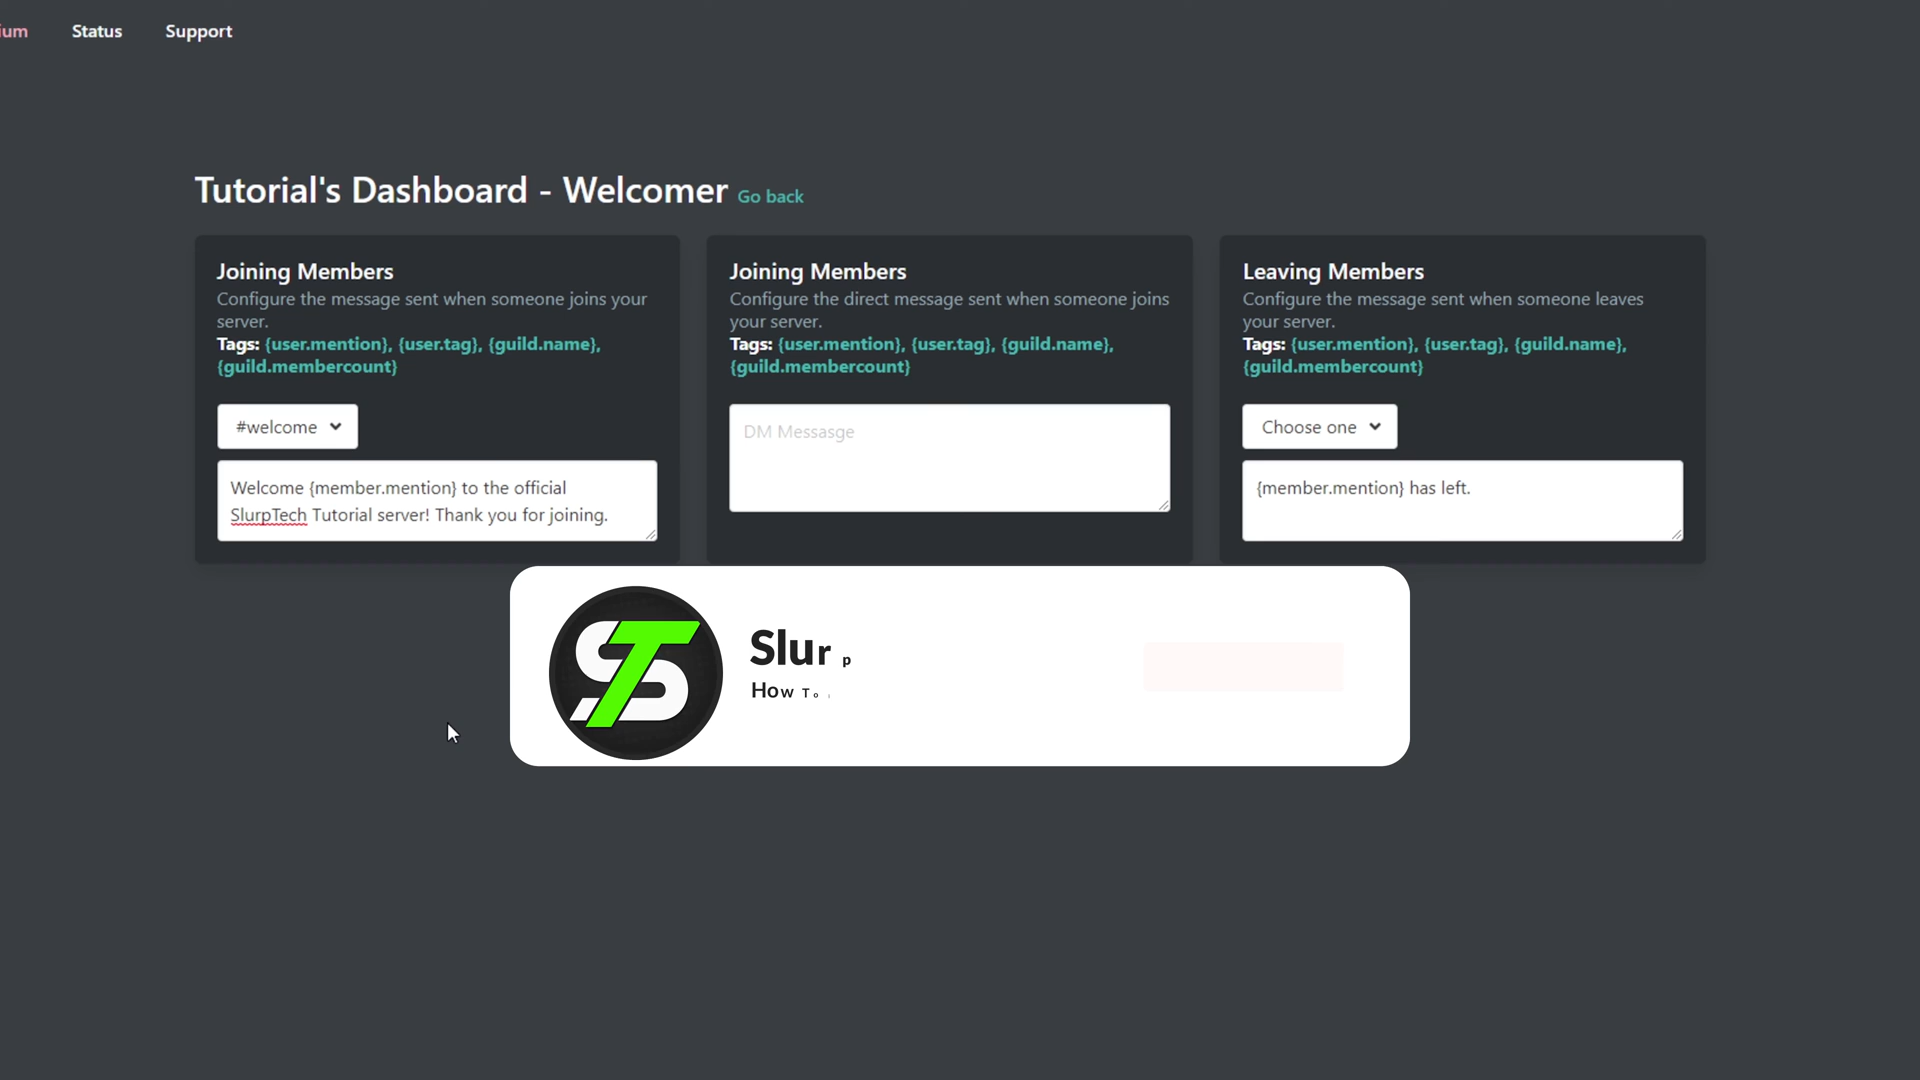 ium Status Support
Tutorial's Dashboard - Welcomer Go back
Joining Members
Configure the message sent when someone joins your
server.
Tags: {user.mention}, {user.tag}, {guild.name},
{guild.membercount}
#welcome
Welcome {member.mention} to the official
SlurpTech Tutorial server! Thank you for joining.
Joining Members
Configure the direct message sent when someone joins
your server.
Tags: {user.mention}, {user.tag}, {guild.name},
{guild.membercount}
DM Messasge
Leaving Members
Configure the message sent when someone leaves
your server.
Tags: {user.mention}, {user.tag}, {guild.name},
{guild.membercount}
Choose one
{member.mention} has left.
ST
Slurp
How To